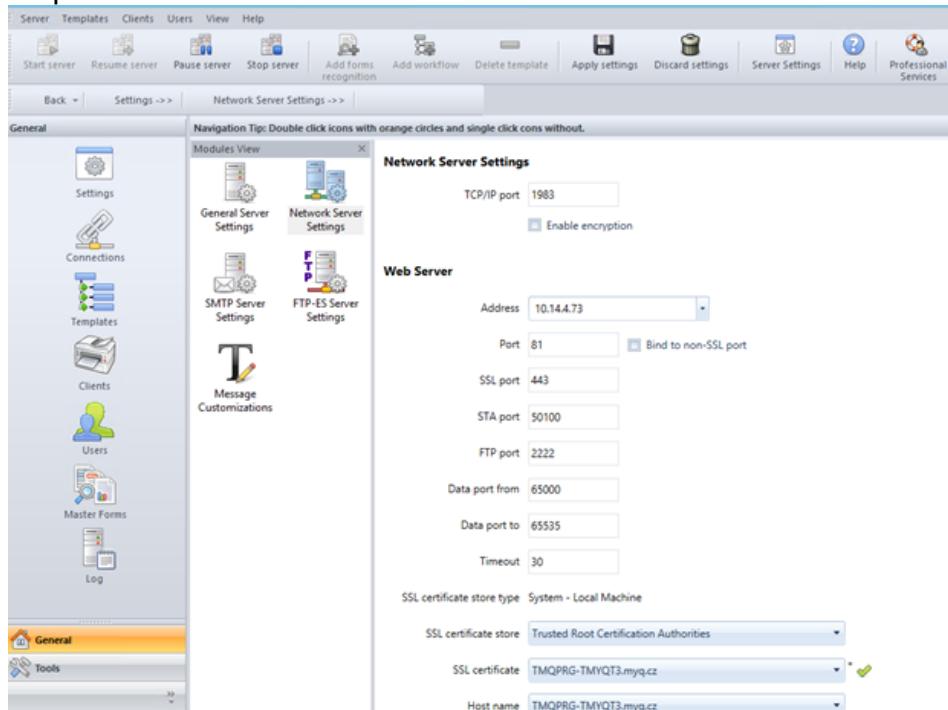 Server Templates Clients Users View Help
Start server Resume server Pause server Stop server Add forms recognition Add workflow Delete template Apply settings Discard settings Server Settings Help Professional Services
Back Settings ->> Network Server Settings ->>
General
Navigation Tip: Double click icons with orange circles and single click cons without.
Settings
Connections
Templates
Clients
Users
Master Forms
Log
General
Tools
Modules View
General Server Settings
Network Server Settings
SMTP Server Settings
FTP
FTP-ES Server Settings
Message Customizations
Network Server Settings
TCP/IP port 1983
Enable encryption
Web Server
Address 10.14.4.73
Port 81 Bind to non-SSL port
SSL port 443
STA port 50100
FTP port 2222
Data port from 65000
Data port to 65535
Timeout 30
SSL certificate store type System - Local Machine
SSL certificate store Trusted Root Certification Authorities
SSL certificate TMQPRG-TMYQT3.myq.cz *
Host name TMQPRG-TMYQT3.myq.cz